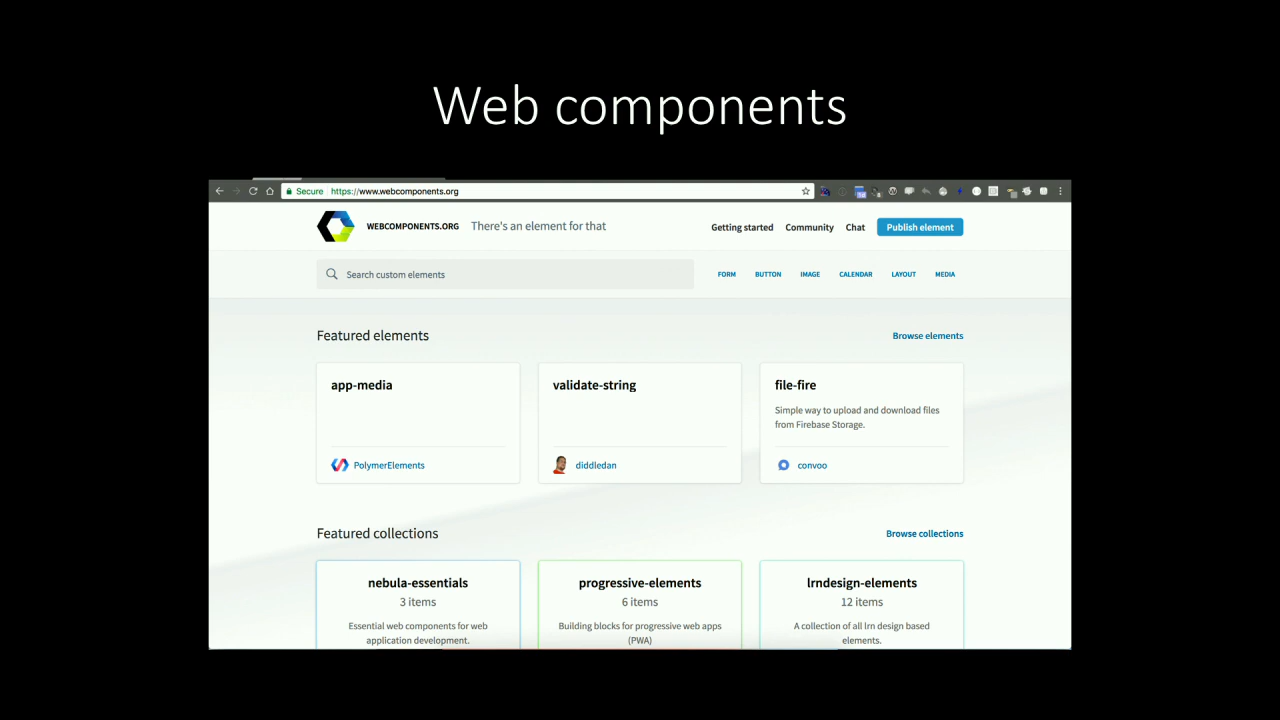 Web components
Secure https://www.webcomponents.org
WEBCOMPONENTS.ORG There's an element for that Getting started Community Chat Publish element
Search custom elements FORM BUTTON IMAGE CALENDAR LAYOUT MEDIA
Featured elements Browse elements
app-media validate-string file-fire
Simple way to upload and download files
from Firebase Storage.
PolymerElements diddledan convoo
Featured collections Browse collections
nebula-essentials progressive-elements lrndesign-elements
3 items 6 items 12 items
Essential web components for web Building blocks for progressive web apps A collection of all lrn design based
application development. (PWA) elements.